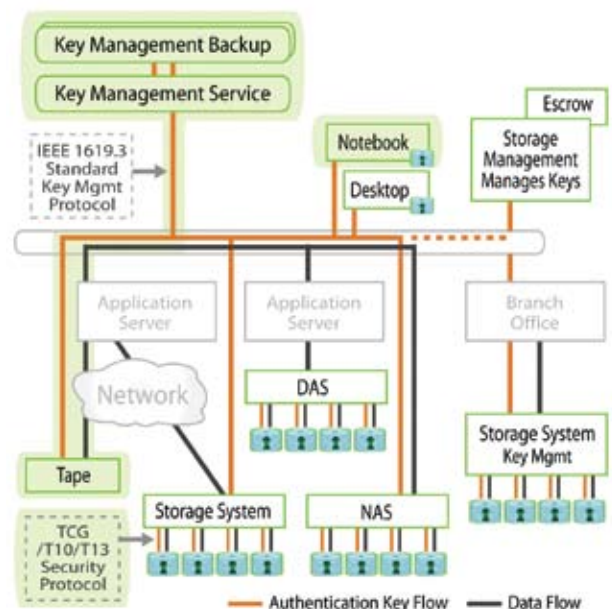 Key Management Backup
Key Management Service
IEEE 1619.3
Standard
Key Mgmt
Protocol
Notebook
Desktop
Escrow
Storage
Management
Manages Keys
Application
Server
Application
Server
Branch
Office
Network
DAS
Storage System
Key Mgmt
Tape
Storage System
NAS
TCG
/T10/T13
Security
Protocol
Authentication Key Flow
Data Flow